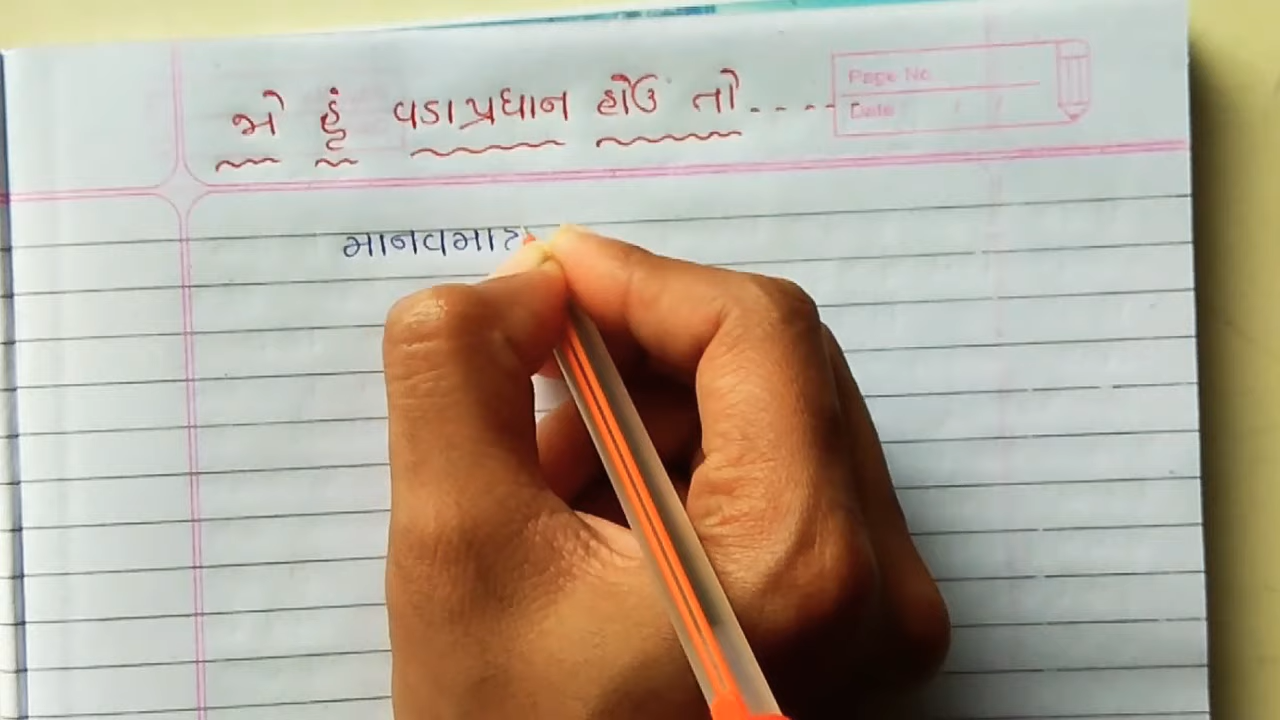 જો હું વડાપ્રધાન હોઉં તો....
Page No.
Date / /